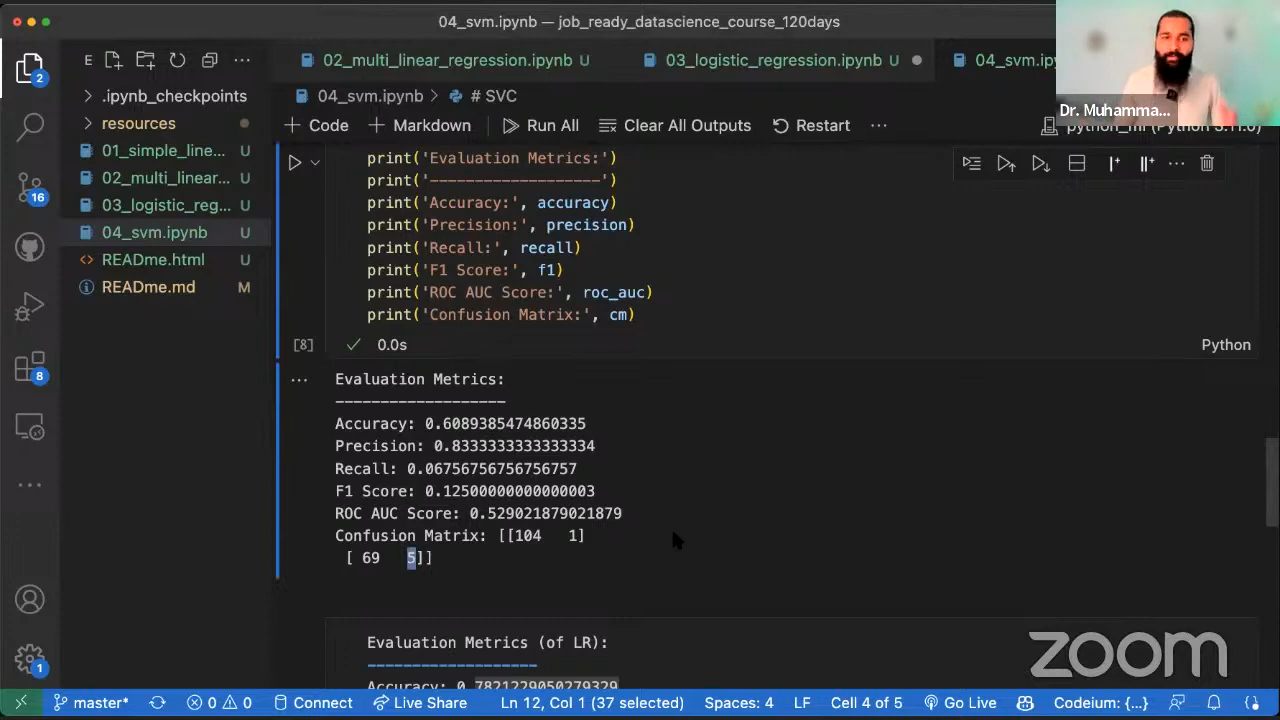 04_svm.ipynb — job_ready_datascience_course_120days
E
02_multi_linear_regression.ipynb U
03_logistic_regression.ipynb U
04_svm.ip
Dr. Muhamma...
2
.ipynb_checkpoints
04_svm.ipynb > # SVC
resources
Code
Markdown
Run All
Clear All Outputs
Restart
...
01_simple_line... U
02_multi_linear... U
03_logistic_reg... U
04_svm.ipynb U
READme.html U
READme.md M
16
8
print('Evaluation Metrics:')
print('-------------------')
print('Accuracy:', accuracy)
print('Precision:', precision)
print('Recall:', recall)
print('F1 Score:', f1)
print('ROC AUC Score:', roc_auc)
print('Confusion Matrix:', cm)
[8] 0.0s Python
Evaluation Metrics:
-------------------
Accuracy: 0.6089385474860335
Precision: 0.8333333333333334
Recall: 0.06756756756756757
F1 Score: 0.12500000000000003
ROC AUC Score: 0.529021879021879
Confusion Matrix: [[104 1]
[ 69 5]]
Evaluation Metrics (of LR):
-------------------
Accuracy: 0.7821229050279329
zoom
1
master* 0 0 Connect Live Share Ln 12, Col 1 (37 selected) Spaces: 4 LF Cell 4 of 5 Go Live Codeium: {...}